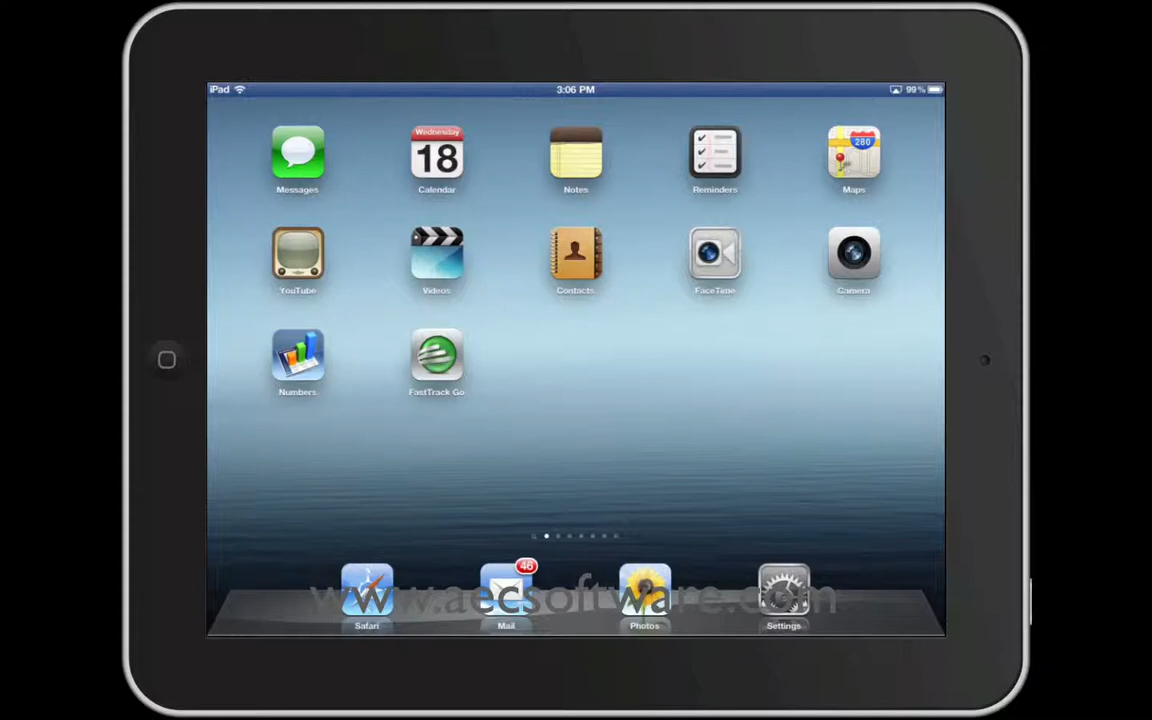 iPad 3:06 PM 99%
Wednesday
18 280
Messages Calendar Notes Reminders Maps
YouTube Videos Contacts FaceTime Camera
Numbers FastTrack Go
46
www.aecsoftware.com
Safari Mail Photos Settings